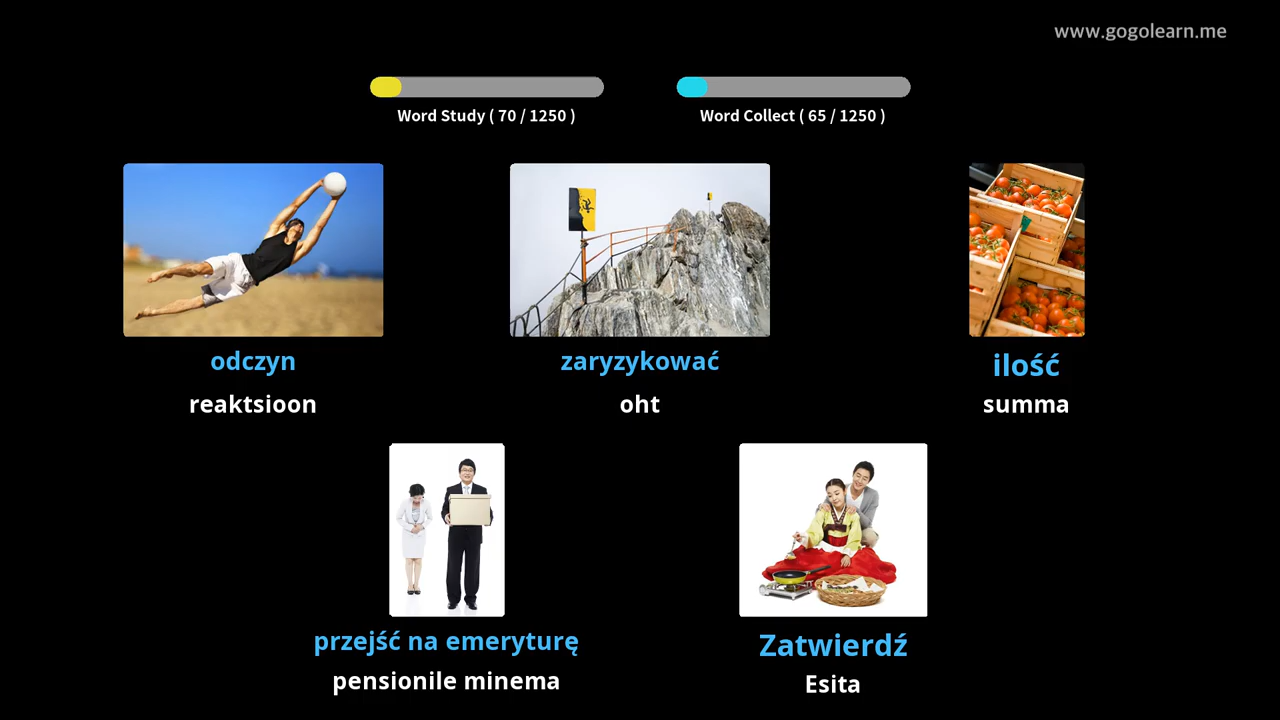 www.gogolearn.me
Word Study ( 70 / 1250 )
Word Collect ( 65 / 1250 )
odczyn
zaryzykować
ilość
reaktsioon
oht
summa
przejść na emeryturę
Zatwierdź
pensionile minema
Esita